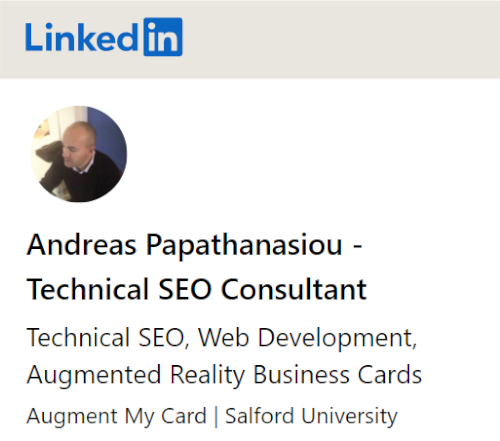 Linkedin
Andreas Papathanasiou -
Technical SEO Consultant
Technical SEO, Web Development,
Augmented Reality Business Cards
Augment My Card | Salford University